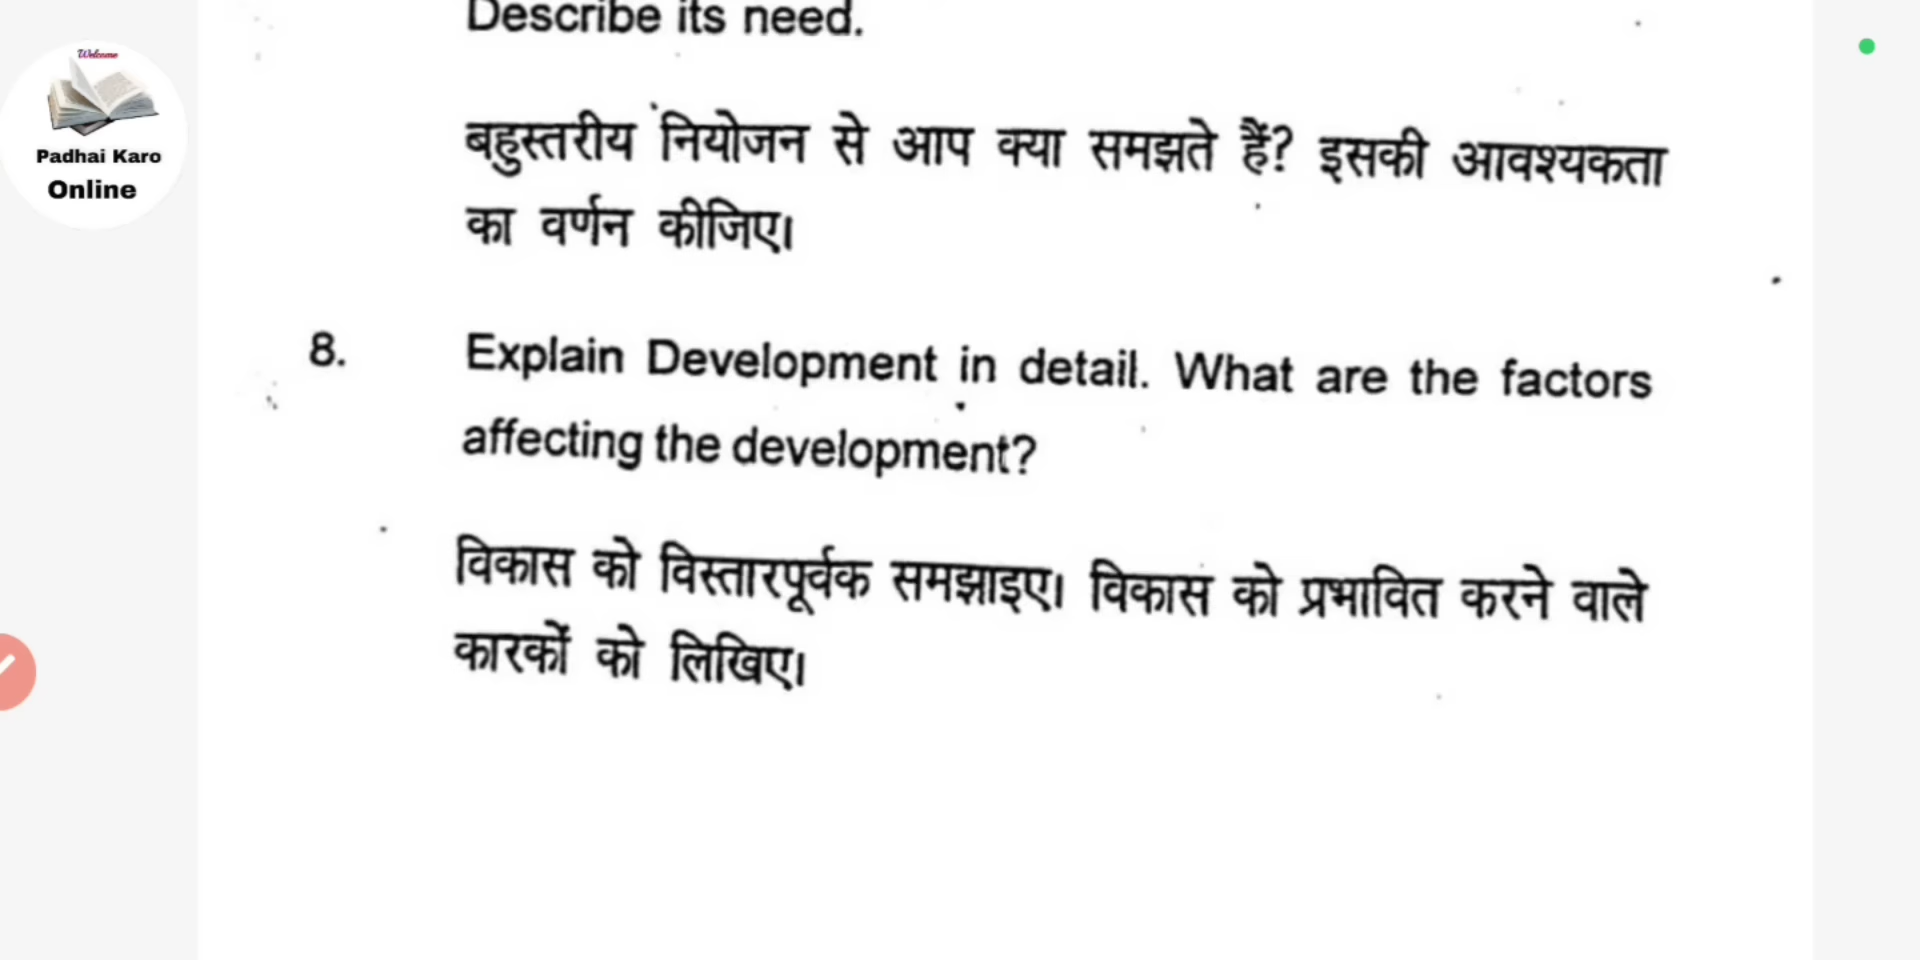 Welcome
Padhai Karo
Online
Describe its need.
बहुस्तरीय नियोजन से आप क्या समझते हैं? इसकी आवश्यकता
का वर्णन कीजिए।
8. Explain Development in detail. What are the factors
affecting the development?
विकास को विस्तारपूर्वक समझाइए। विकास को प्रभावित करने वाले
कारकों को लिखिए।